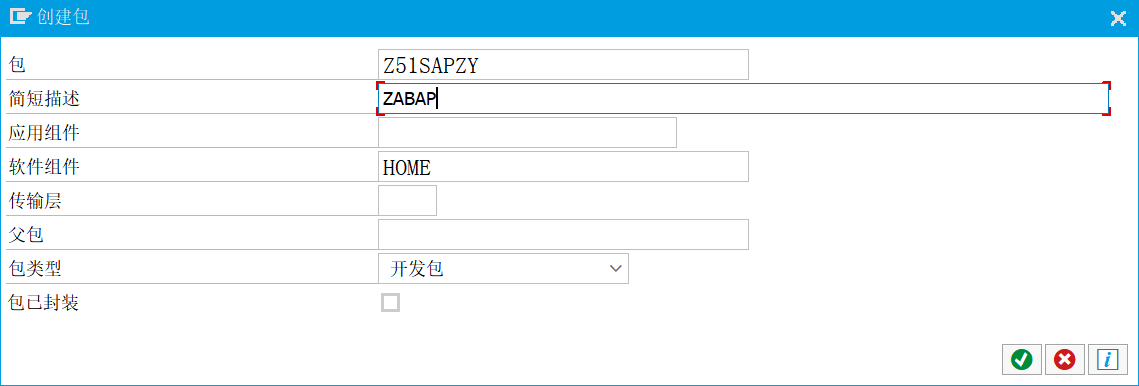 创建包
包 Z51SAPZY
简短描述 ZABAP
应用组件
软件组件 HOME
传输层
父包
包类型 开发包
包已封装
i